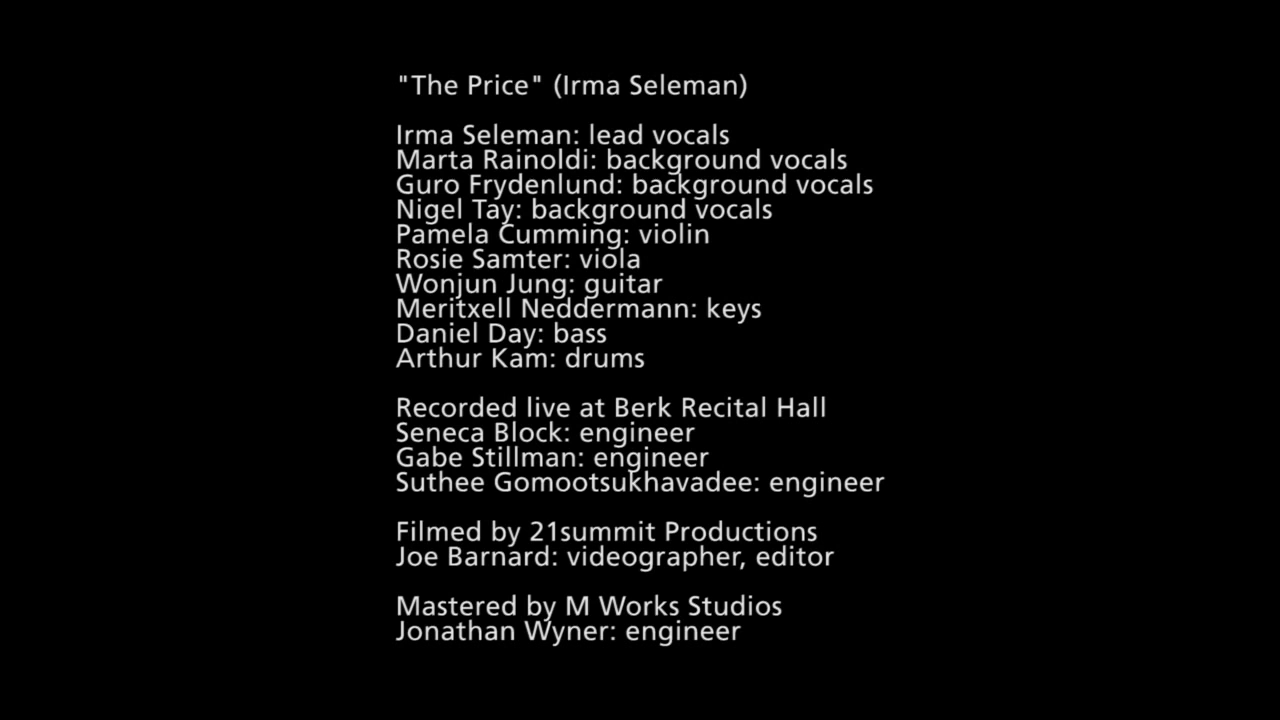 "The Price" (Irma Seleman)
Irma Seleman: lead vocals
Marta Rainoldi: background vocals
Guro Frydenlund: background vocals
Nigel Tay: background vocals
Pamela Cumming: violin
Rosie Samter: viola
Wonjun Jung: guitar
Meritxell Neddermann: keys
Daniel Day: bass
Arthur Kam: drums
Recorded live at Berk Recital Hall
Seneca Block: engineer
Gabe Stillman: engineer
Suthee Gomootsukhavadee: engineer
Filmed by 21summit Productions
Joe Barnard: videographer, editor
Mastered by M Works Studios
Jonathan Wyner: engineer